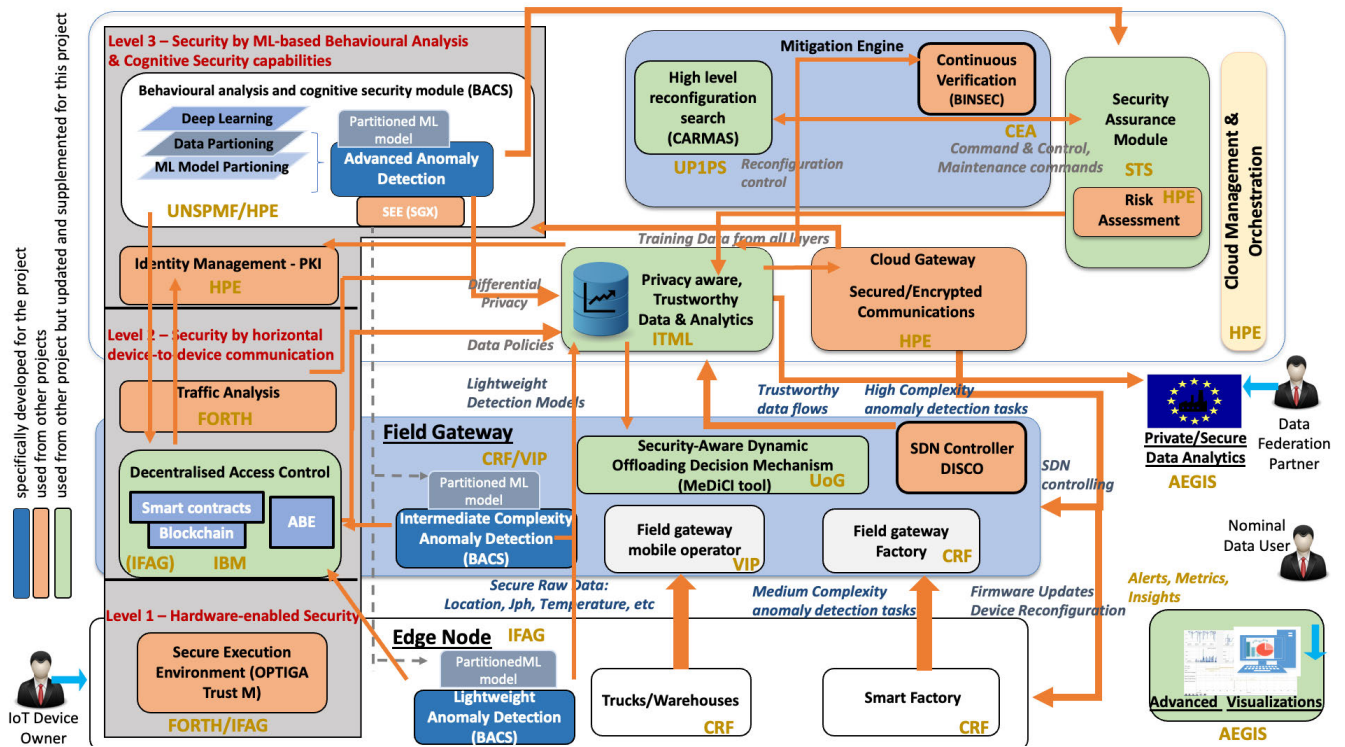 specifically developed for the project
used from other projects
used from other project but updated and supplemented for this project
Level 3 – Security by ML-based Behavioural Analysis
& Cognitive Security capabilities
Behavioural analysis and cognitive security module (BACS)
Deep Learning
Data Partioning
ML Model Partioning
Partitioned ML
model
Advanced Anomaly
Detection
SEE (SGX)
UNSPMF/HPE
Identity Management - PKI
HPE
Level 2 – Security by horizontal
device-to-device communication
Traffic Analysis
FORTH
Decentralised Access Control
Smart contracts
Blockchain
ABE
(IFAG)
IBM
Level 1 – Hardware-enabled Security
Secure Execution
Environment (OPTIGA
Trust M)
FORTH/IFAG
IoT Device
Owner
Mitigation Engine
High level
reconfiguration
search
(CARMAS)
UP1PS
Reconfiguration
control
Continuous
Verification
(BINSEC)
CEA
Command & Control,
Maintenance commands
Security
Assurance
Module
STS
HPE
Risk
Assessment
Cloud Management &
Orchestration
HPE
Training Data from all layers
Differential
Privacy
Data Policies
Privacy aware,
Trustworthy
Data & Analytics
ITML
Cloud Gateway
Secured/Encrypted
Communications
HPE
Lightweight
Detection Models
Trustworthy
data flows
High Complexity
anomaly detection tasks
Field Gateway
CRF/VIP
Partitioned ML
model
Intermediate Complexity
Anomaly Detection
(BACS)
Security-Aware Dynamic
Offloading Decision Mechanism
(MeDiCI tool)
UoG
SDN Controller
DISCO
SDN
controlling
Field gateway
mobile operator
VIP
Field gateway
Factory
CRF
Secure Raw Data:
Location, Jph, Temperature, etc
Medium Complexity
anomaly detection tasks
Firmware Updates
Device Reconfiguration
Edge Node
IFAG
PartitionedML
model
Lightweight
Anomaly Detection
(BACS)
Trucks/Warehouses
CRF
Smart Factory
CRF
Private/Secure
Data Analytics
AEGIS
Data
Federation
Partner
Nominal
Data User
Alerts, Metrics,
Insights
Advanced Visualizations
AEGIS